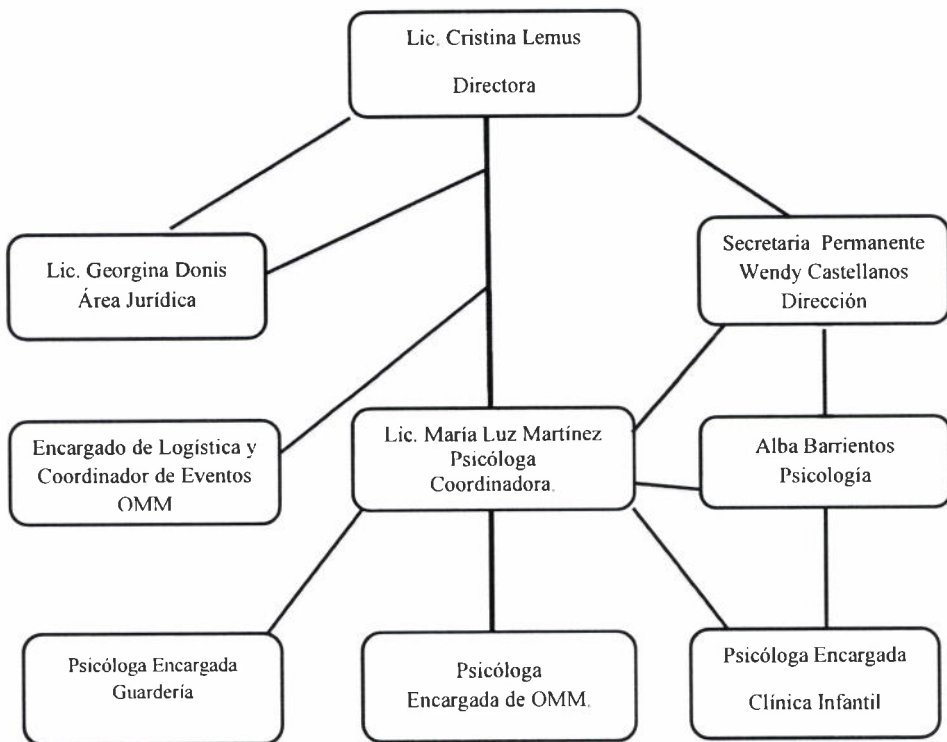 Lic. Cristina Lemus
Directora
Lic. Georgina Donis
Área Jurídica
Secretaria Permanente
Wendy Castellanos
Dirección
Encargado de Logística y
Coordinador de Eventos
OMM
Lic. María Luz Martínez
Psicóloga
Coordinadora.
Alba Barrientos
Psicología
Psicóloga Encargada
Guardería
Psicóloga
Encargada de OMM.
Psicóloga Encargada
Clínica Infantil